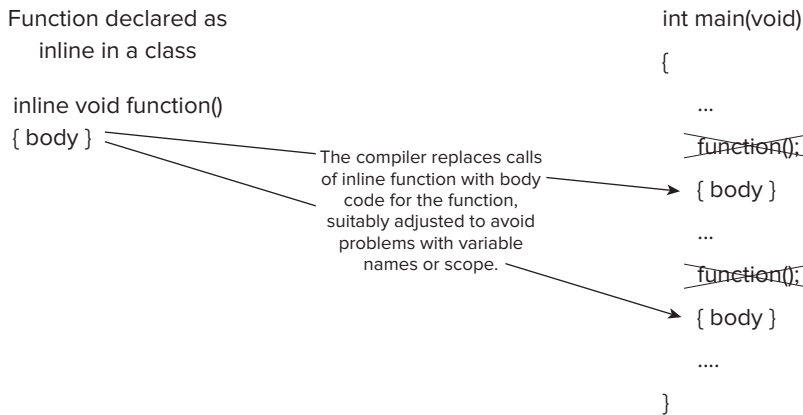 Function declared as
inline in a class
inline void function()
{ body }
The compiler replaces calls
of inline function with body
code for the function,
suitably adjusted to avoid
problems with variable
names or scope.
int main(void)
{
...
function();
{ body }
...
function();
{ body }
....
}